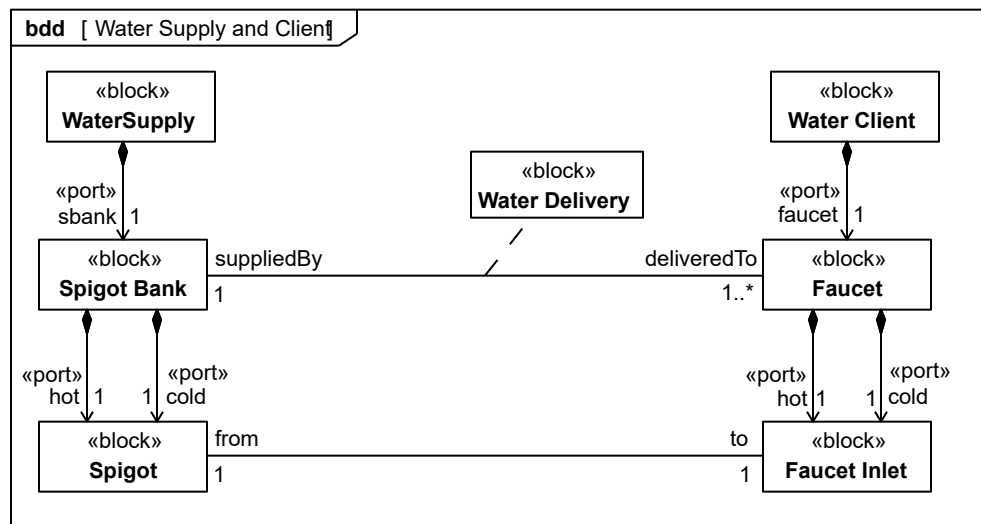 bdd [ Water Supply and Client]
«block»
WaterSupply
«block»
Water Client
«block»
Water Delivery
«port»
sbank 1
«port»
faucet 1
«block»
Spigot Bank
suppliedBy
1
deliveredTo
1..*
«block»
Faucet
«port»
hot 1
«port»
1 cold
«port»
hot 1
«port»
1 cold
«block»
Spigot
from
1
to
1
«block»
Faucet Inlet